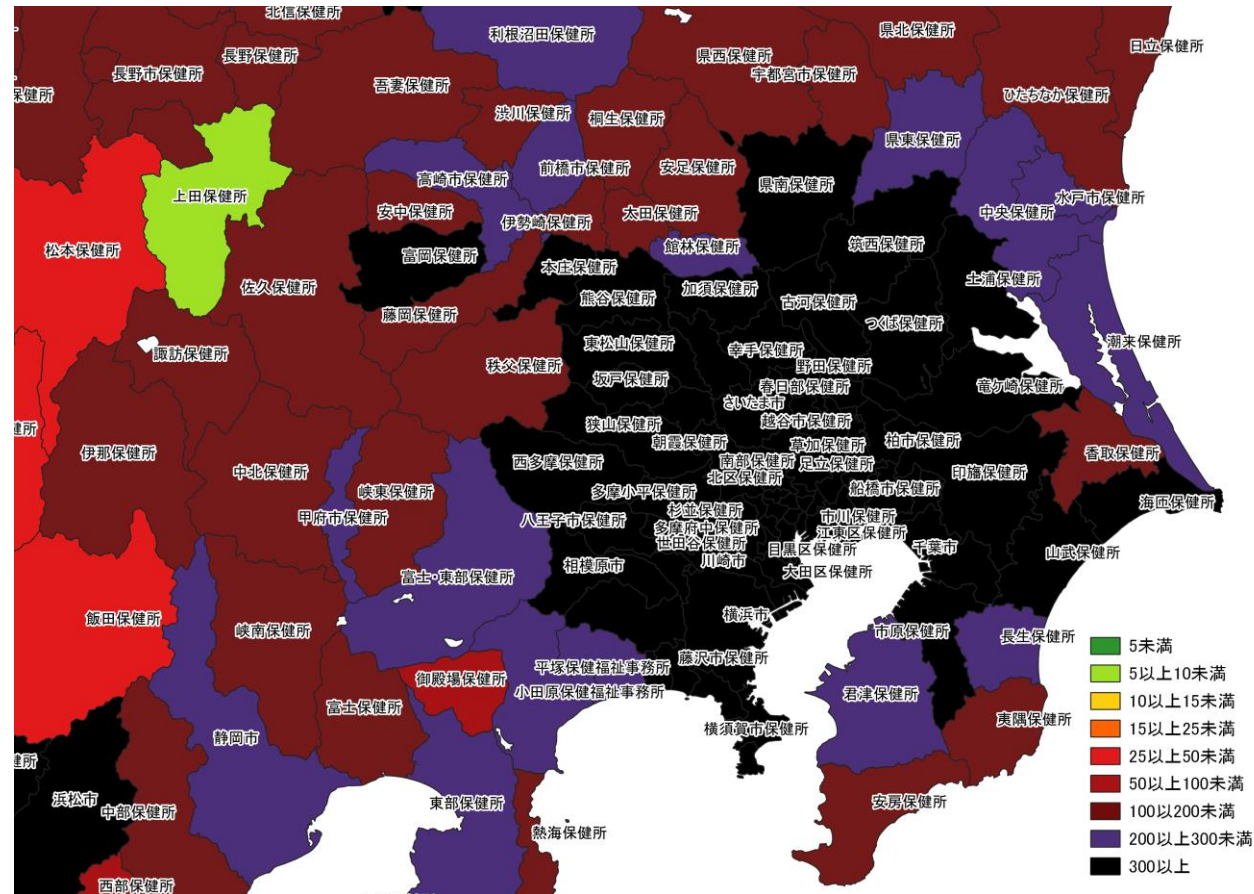 北信保健所
利根沼田保健所
県北保健所
日立保健所
長野市保健所
長野保健所
吾妻保健所
県西保健所
宇都宮市保健所
保健所
ひたちなか保健所
渋川保健所
桐生保健所
前橋市保健所
県東保健所
安足保健所
高崎市保健所
県南保健所
上田保健所
水戸市保健所
中央保健所
安中保健所
太田保健所
伊勢崎保健所
松本保健所
館林保健所
筑西保健所
富岡保健所
本庄保健所
土浦保健所
佐久保健所
加須保健所
熊谷保健所
古河保健所
藤岡保健所
つくば保健所
潮来保健所
諏訪保健所
東松山保健所
幸手保健所
秩父保健所
野田保健所
坂戸保健所
春日部保健所
竜ケ崎保健所
さいたま市
狭山保健所
越谷市保健所
健所
朝霞保健所
草加保健所
柏市保健所
伊那保健所
中北保健所
西多摩保健所
南部保健所
足立保健所
香取保健所
北区保健所
印旛保健所
峡東保健所
多摩小平保健所
船橋市保健所
海匝保健所
甲府市保健所
八王子市保健所
杉並保健所
市川保健所
多摩府中保健所
江東区保健所
世田谷保健所
目黒区保健所
千葉市
山武保健所
川崎市
相模原市
大田区保健所
富士・東部保健所
飯田保健所
横浜市
峡南保健所
市原保健所
長生保健所
藤沢市保健所
平塚保健福祉事務所
御殿場保健所
小田原保健福祉事務所
君津保健所
富士保健所
夷隅保健所
横須賀市保健所
静岡市
健所
浜松市
中部保健所
東部保健所
安房保健所
熱海保健所
西部保健所
5未満
5以上10未満
10以上15未満
15以上25未満
25以上50未満
50以上100未満
100以200未満
200以上300未満
300以上